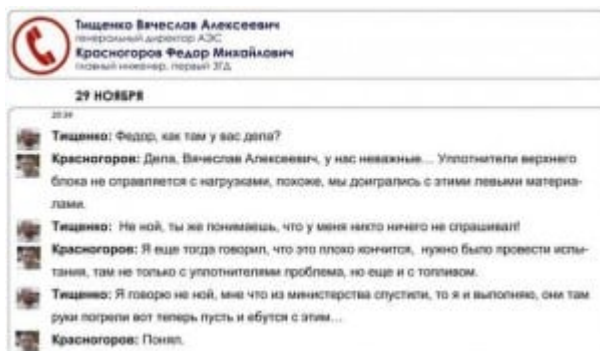 Тищенко Вячеслав Алексеевич
генеральный директор АЭС
Красногоров Федор Михайлович
главный инженер, первый ЗГД
29 НОЯБРЯ
20:39
Тищенко: Федор, как там у вас дела?
Красногоров: Дела, Вячеслав Алексеевич, у нас неважные... Уплотнители верхнего
блока не справляется с нагрузками, похоже, мы доигрались с этими левыми материа-
лами.
Тищенко: Не ной, ты же понимаешь, что у меня никто ничего не спрашивал!
Красногоров: Я еще тогда говорил, что это плохо кончится, нужно было провести испы-
тания, там не только с уплотнителями проблема, но еще и с топливом.
Тищенко: Я говорю не ной, мне что из министерства спустили, то я и выполняю, они там
руки погрели вот теперь пусть и ебутся с этим...
Красногоров: Понял.